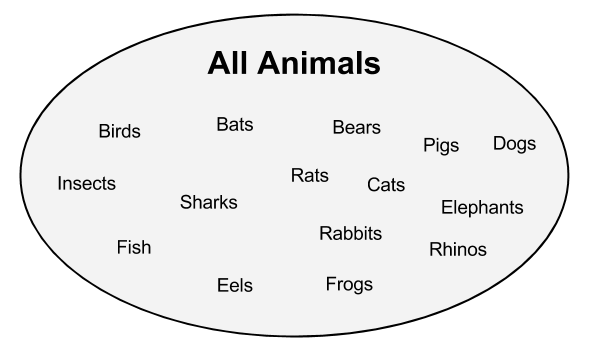 All Animals
Birds
Bats
Bears
Pigs
Dogs
Insects
Sharks
Rats
Cats
Elephants
Fish
Rabbits
Rhinos
Eels
Frogs